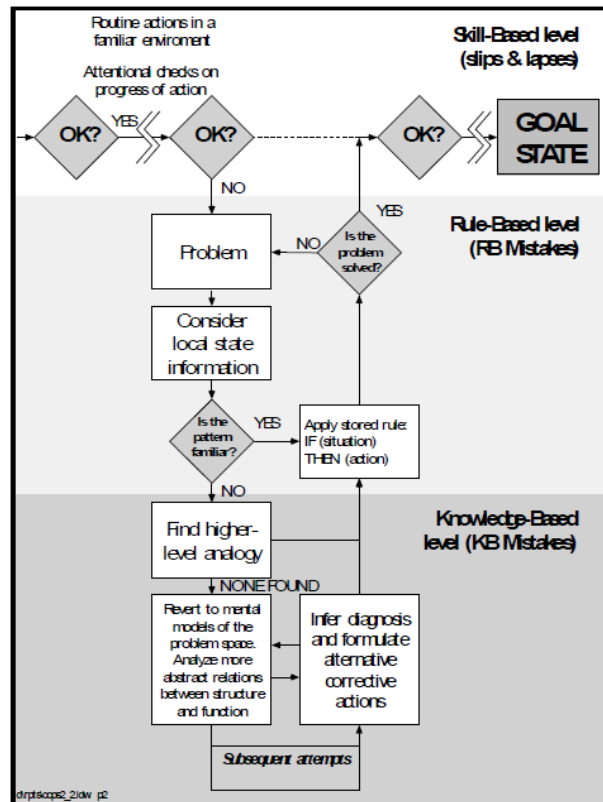 Routine actions in a
familiar enviroment
Skill-Based level
(slips & lapses)
Attentional checks on
progress of action
OK?
YES
OK?
OK?
GOAL
STATE
NO
YES
Rule-Based level
(RB Mistakes)
Problem
NO
Is the
problem
solved?
Consider
local state
information
Is the
pattern
familiar?
YES
Apply stored rule:
IF (situation)
THEN (action)
NO
Knowledge-Based
level (KB Mistakes)
Find higher-
level analogy
NONE FOUND
Revert to mental
models of the
problem space.
Analyze more
abstract relations
between structure
and function
Infer diagnosis
and formulate
alternative
corrective
actions
Subsequent attempts